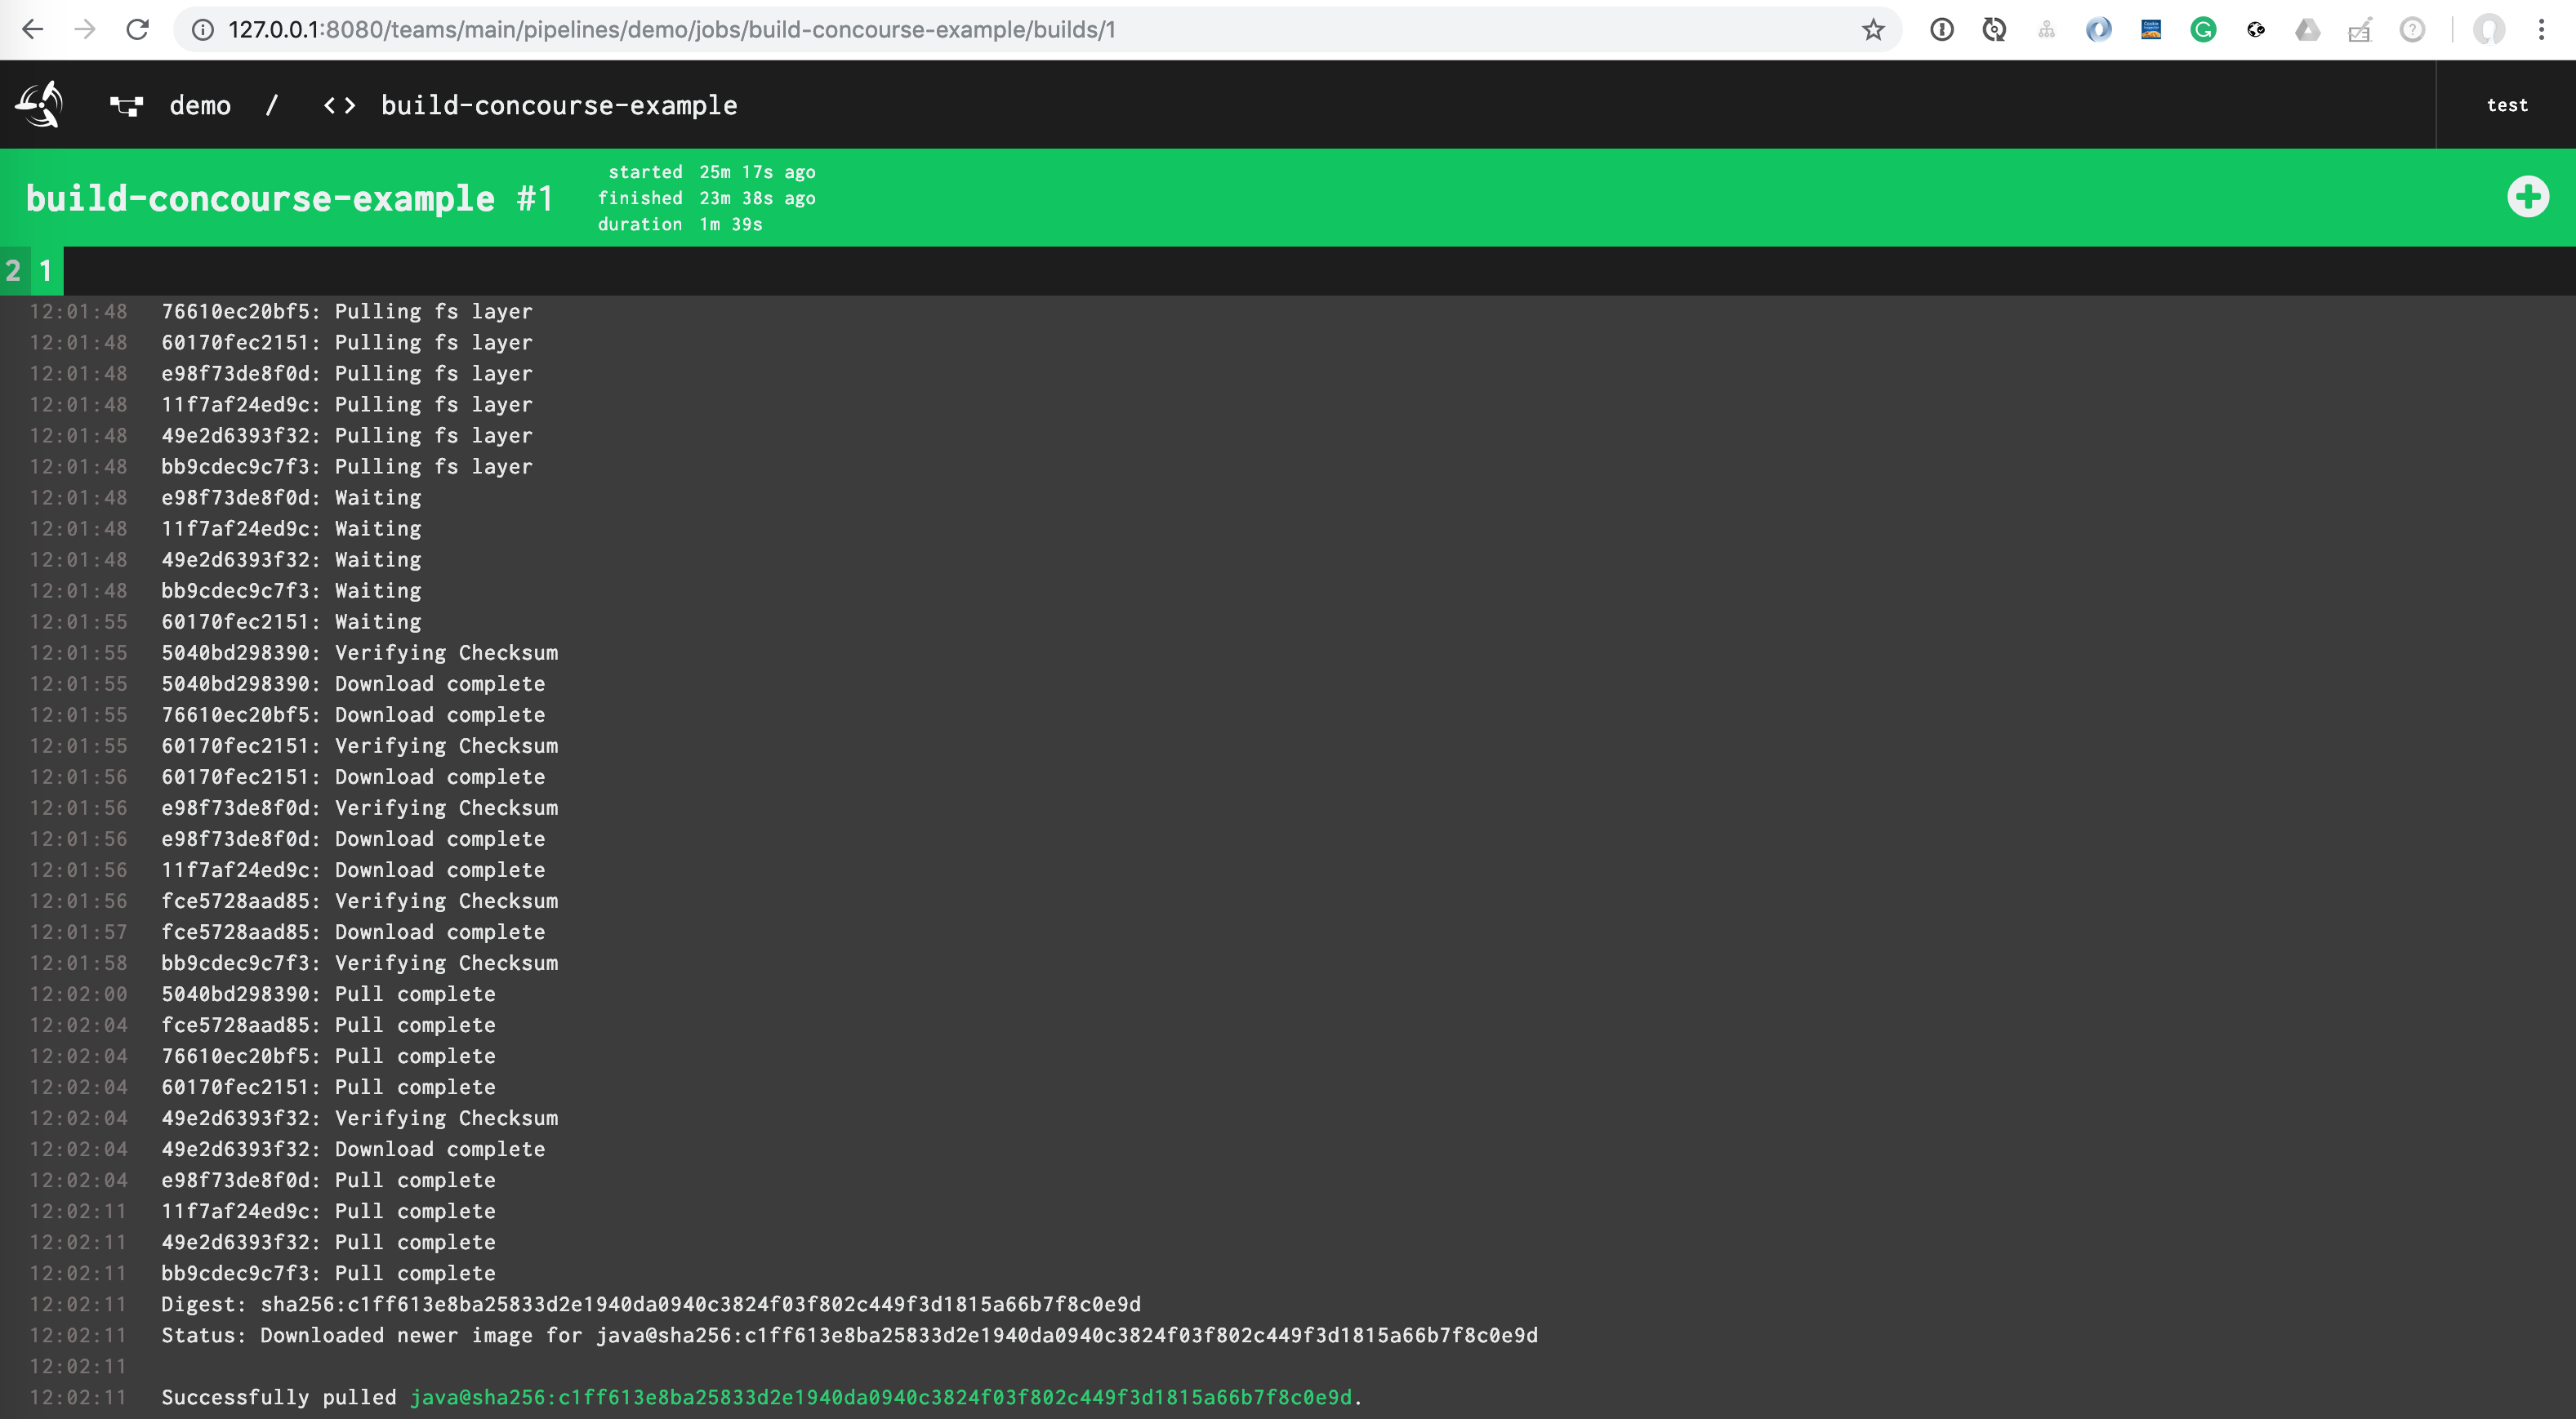 127.0.0.1:8080/teams/main/pipelines/demo/jobs/build-concourse-example/builds/1
demo / <> build-concourse-example test
build-concourse-example #1
started 25m 17s ago
finished 23m 38s ago
duration 1m 39s
2 1
12:01:48 76610ec20bf5: Pulling fs layer
12:01:48 60170fec2151: Pulling fs layer
12:01:48 e98f73de8f0d: Pulling fs layer
12:01:48 11f7af24ed9c: Pulling fs layer
12:01:48 49e2d6393f32: Pulling fs layer
12:01:48 bb9cdec9c7f3: Pulling fs layer
12:01:48 e98f73de8f0d: Waiting
12:01:48 11f7af24ed9c: Waiting
12:01:48 49e2d6393f32: Waiting
12:01:48 bb9cdec9c7f3: Waiting
12:01:55 60170fec2151: Waiting
12:01:55 5040bd298390: Verifying Checksum
12:01:55 5040bd298390: Download complete
12:01:55 76610ec20bf5: Download complete
12:01:55 60170fec2151: Verifying Checksum
12:01:56 60170fec2151: Download complete
12:01:56 e98f73de8f0d: Verifying Checksum
12:01:56 e98f73de8f0d: Download complete
12:01:56 11f7af24ed9c: Download complete
12:01:56 fce5728aad85: Verifying Checksum
12:01:57 fce5728aad85: Download complete
12:01:58 bb9cdec9c7f3: Verifying Checksum
12:02:00 5040bd298390: Pull complete
12:02:04 fce5728aad85: Pull complete
12:02:04 76610ec20bf5: Pull complete
12:02:04 60170fec2151: Pull complete
12:02:04 49e2d6393f32: Verifying Checksum
12:02:04 49e2d6393f32: Download complete
12:02:04 e98f73de8f0d: Pull complete
12:02:11 11f7af24ed9c: Pull complete
12:02:11 49e2d6393f32: Pull complete
12:02:11 bb9cdec9c7f3: Pull complete
12:02:11 Digest: sha256:c1ff613e8ba25833d2e1940da0940c3824f03f802c449f3d1815a66b7f8c0e9d
12:02:11 Status: Downloaded newer image for java@sha256:c1ff613e8ba25833d2e1940da0940c3824f03f802c449f3d1815a66b7f8c0e9d
12:02:11
12:02:11 Successfully pulled java@sha256:c1ff613e8ba25833d2e1940da0940c3824f03f802c449f3d1815a66b7f8c0e9d.